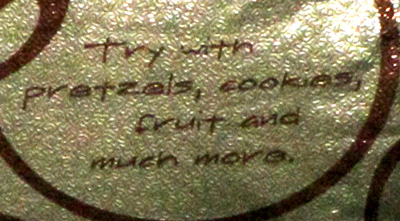 Try with
pretzels, cookies,
fruit and
much more.